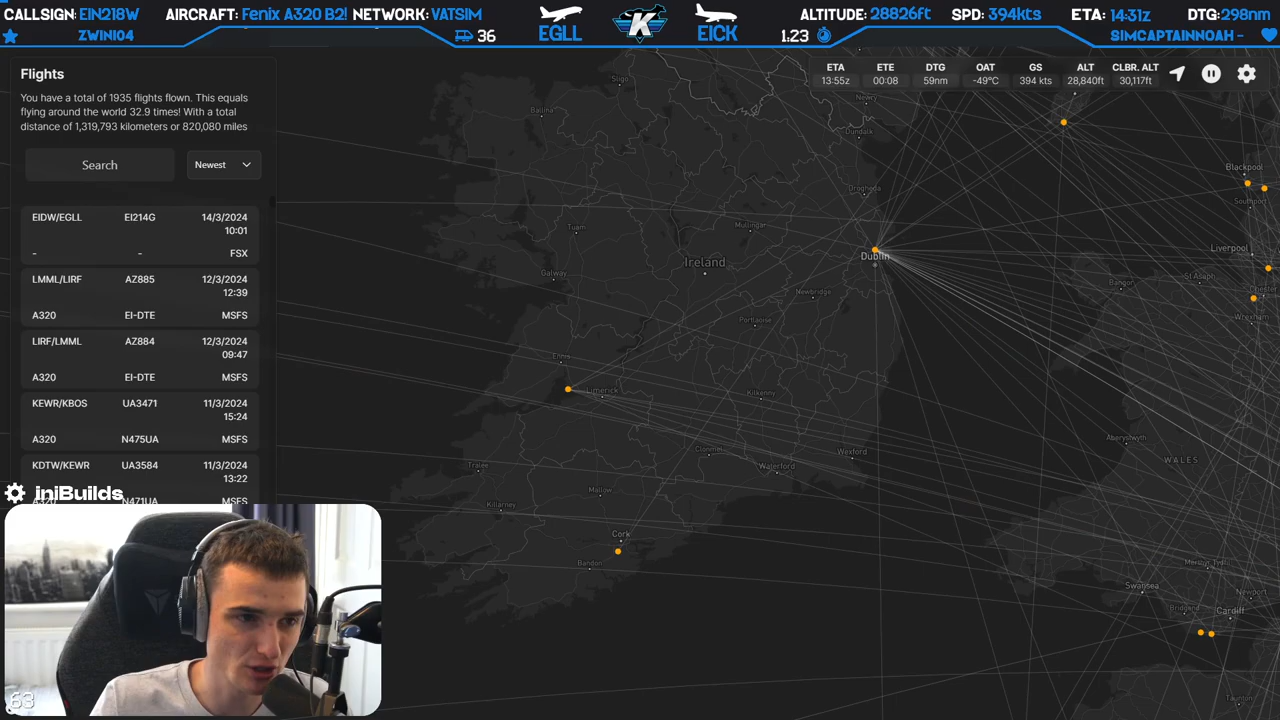 CALLSIGN: EIN218W
AIRCRAFT: Fenix A320 B2! NETWORK: VATSIM
ALTITUDE: 28826ft SPD: 394kts
ETA: 14:31z
DTG:298nm
ZWINI04
36
EGLL
K
EICK
1:23
SIMCAPTAINNOAH -
Flights
You have a total of 1935 flights flown. This equals
flying around the world 32.9 times! With a total
distance of 1,319,793 kilometers or 820,080 miles
Search
Newest
EIDW/EGLL EI214G 14/3/2024
10:01
- - FSX
LMML/LIRF AZ885 12/3/2024
12:39
A320 EI-DTE MSFS
LIRF/LMML AZ884 12/3/2024
09:47
A320 EI-DTE MSFS
KEWR/KBOS UA3471 11/3/2024
15:24
A320 N475UA MSFS
KDTW/KEWR UA3584 11/3/2024
13:22
A320 N471UA MSFS
iniBuilds
63
ETA ETE DTG OAT GS ALT CLBR. ALT
13:55z 00:08 59nm -49°C 394 kts 28,840ft 30,117ft
Sligo
Ballina
Newry
Dundalk
Drogheda
Blackpool
Southport
Tuam
Mullingar
Dublin
Liverpool
Ireland
Galway
St Asaph
Bangor
Chester
Newbridge
Portlaoise
Wrexham
Ennis
Limerick
Kilkenny
Aberystwyth
WALES
Clonmel
Wexford
Waterford
Tralee
Mallow
Killarney
Cork
Bandon
Merthyr Tydfil
Swansea
Newport
Bridgend
Cardiff
Taunton